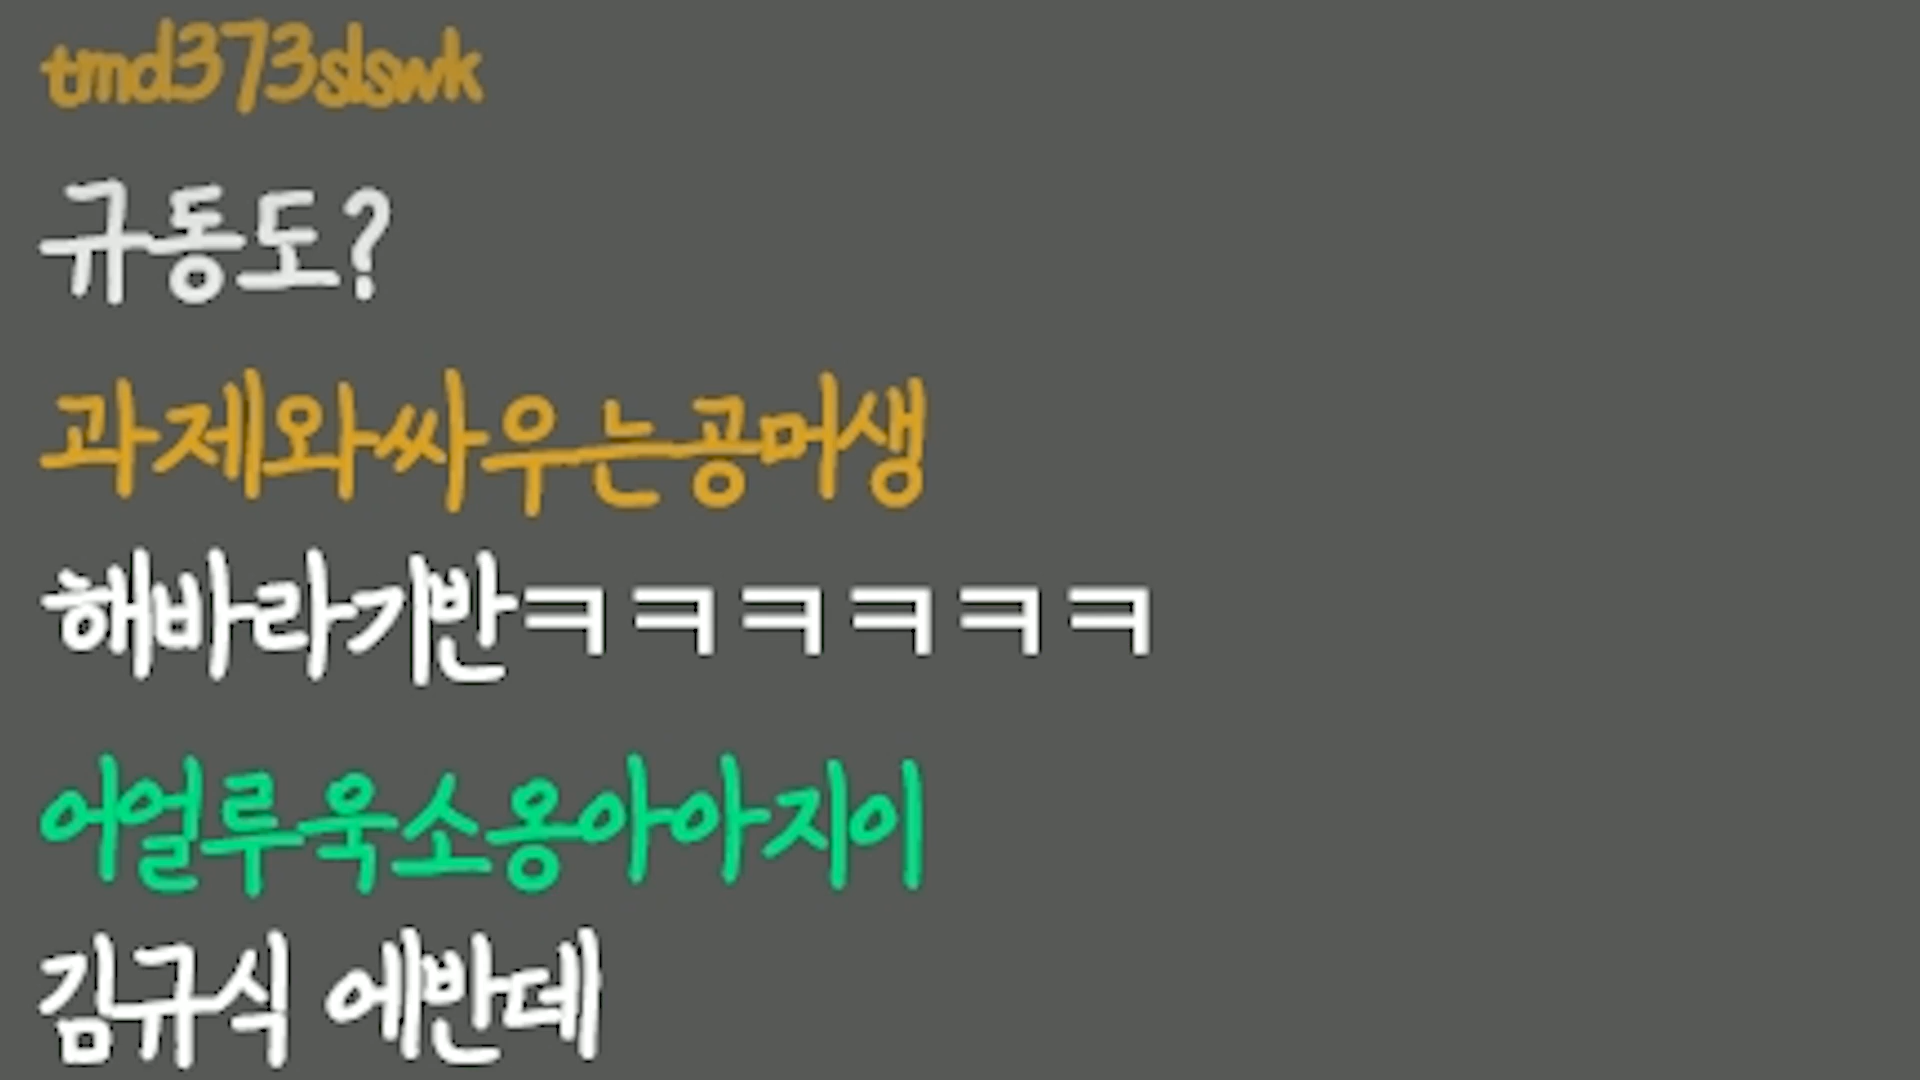 tmd373slswk
규동도?
과제와싸우는공머생
해바라기반ㅋㅋㅋㅋㅋㅋ
어얼루욱소옹아아지이
김규식 에반데